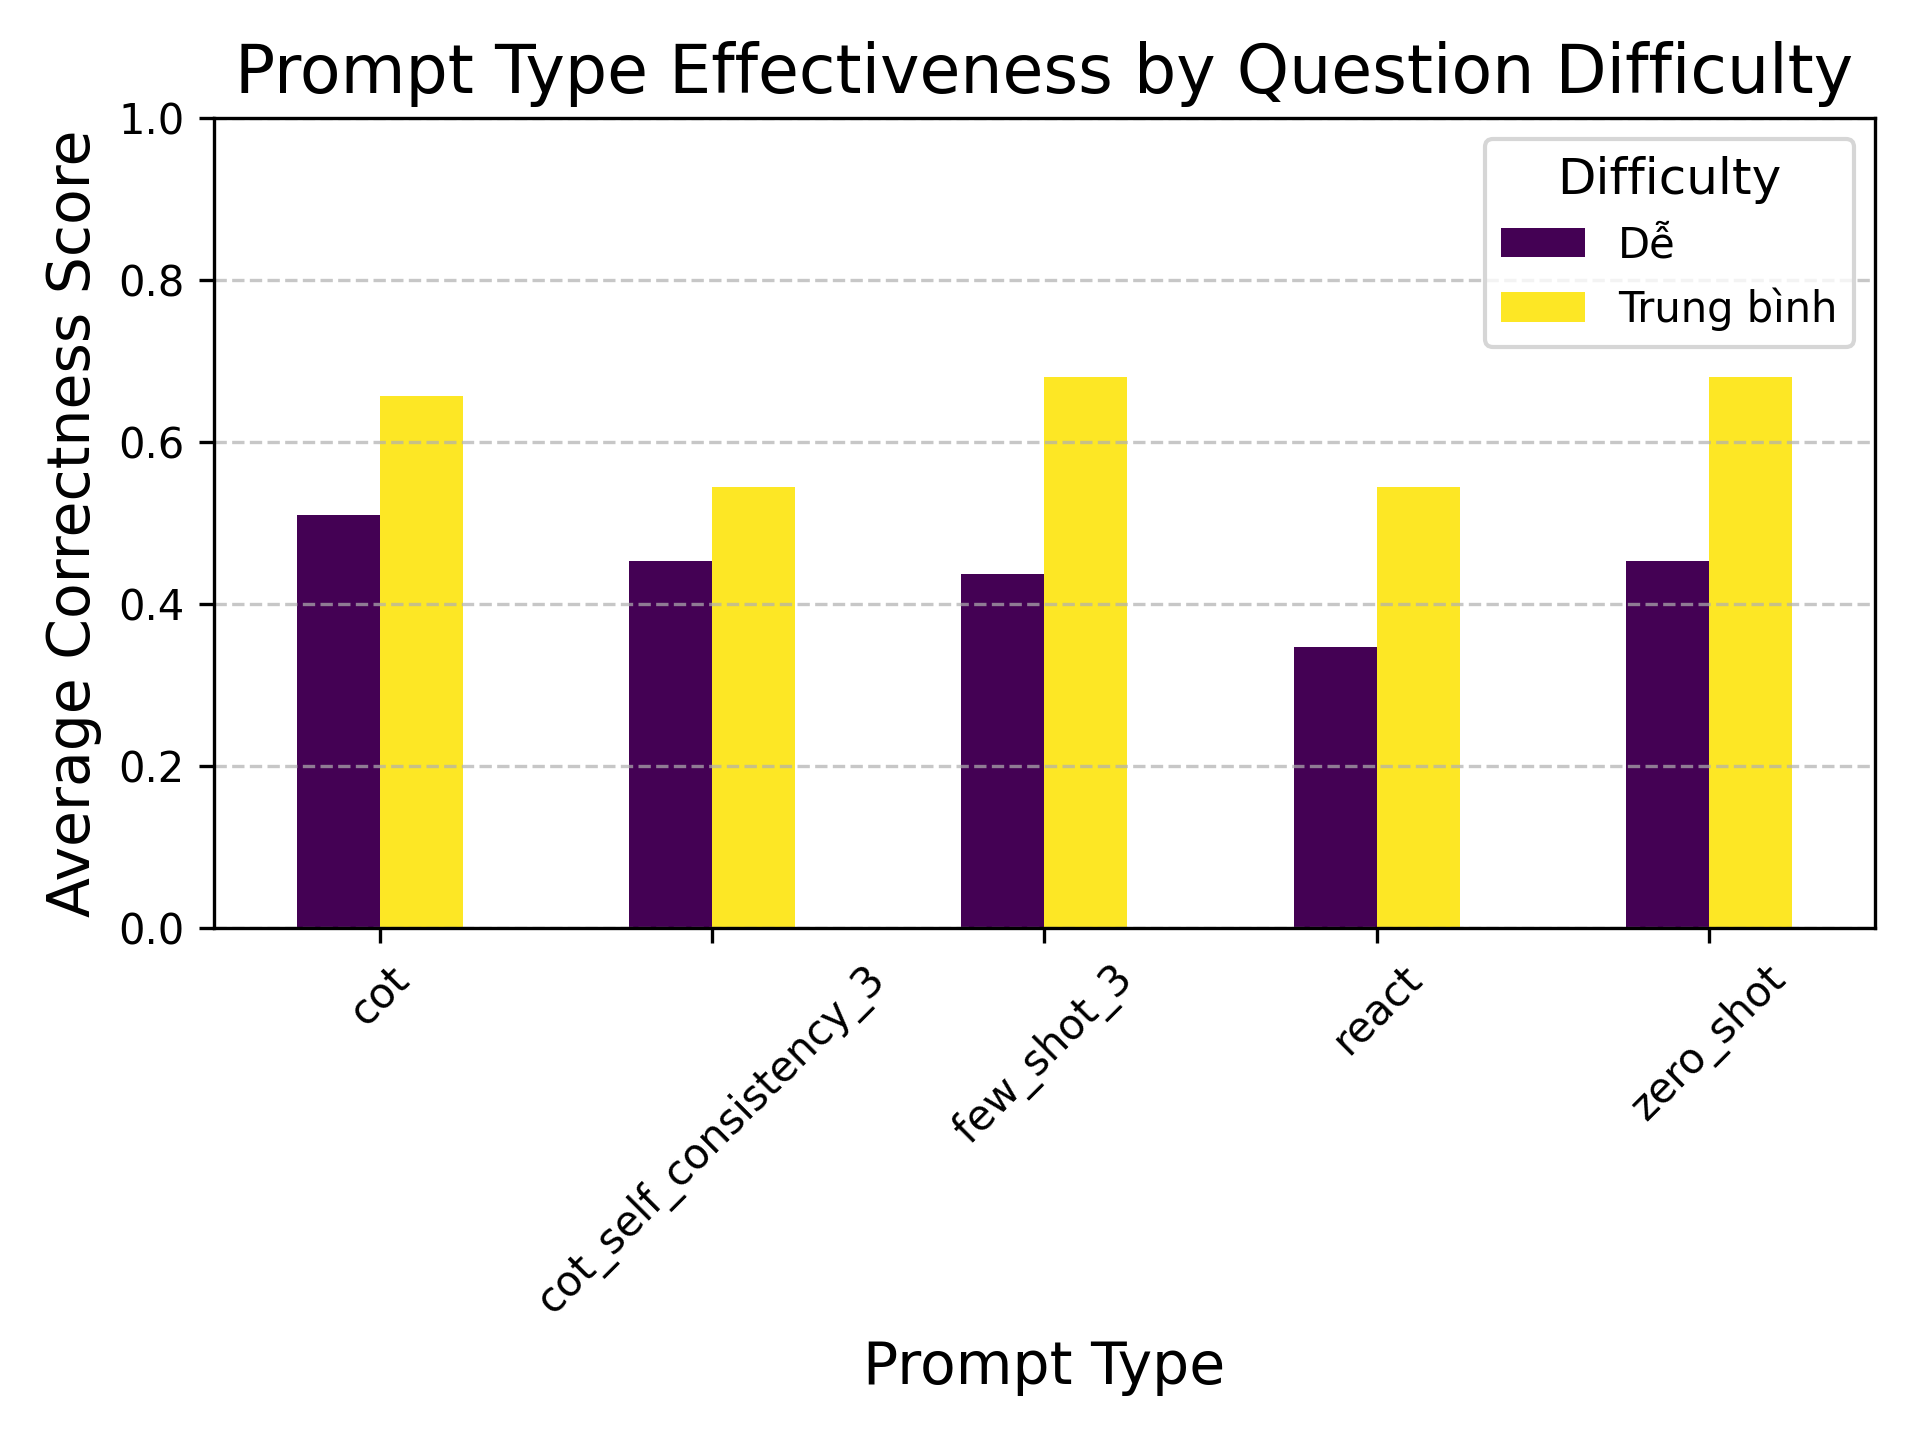 Prompt Type Effectiveness by Question Difficulty
Average Correctness Score
1.0
0.8
0.6
0.4
0.2
0.0
Difficulty
Dễ
Trung bình
cot
cot_self_consistency_3
few_shot_3
react
zero_shot
Prompt Type